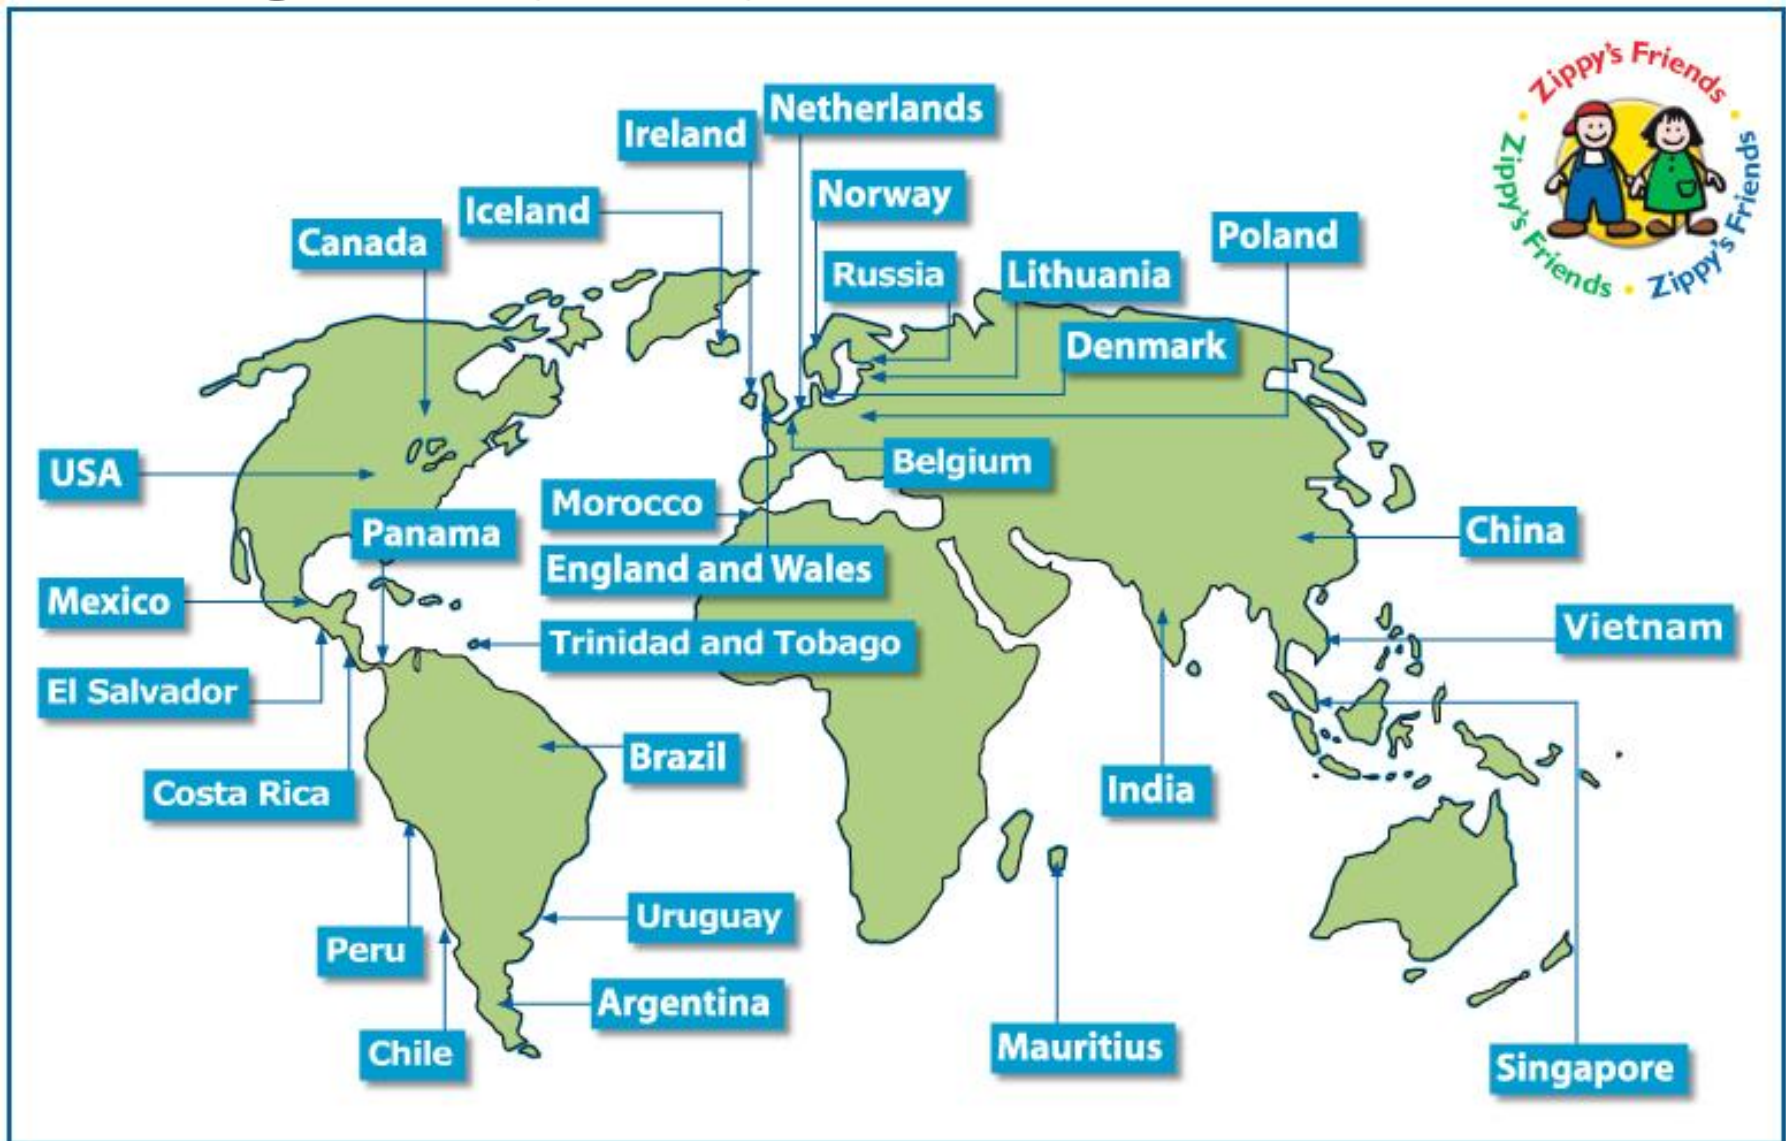 Zippy's Friends
Zippy's Friends
Zippy's Friends
Netherlands
Ireland
Norway
Iceland
Canada
Poland
Russia
Lithuania
Denmark
USA
Belgium
Morocco
Panama
China
England and Wales
Mexico
Vietnam
Trinidad and Tobago
El Salvador
Brazil
Costa Rica
India
Uruguay
Peru
Argentina
Chile
Mauritius
Singapore